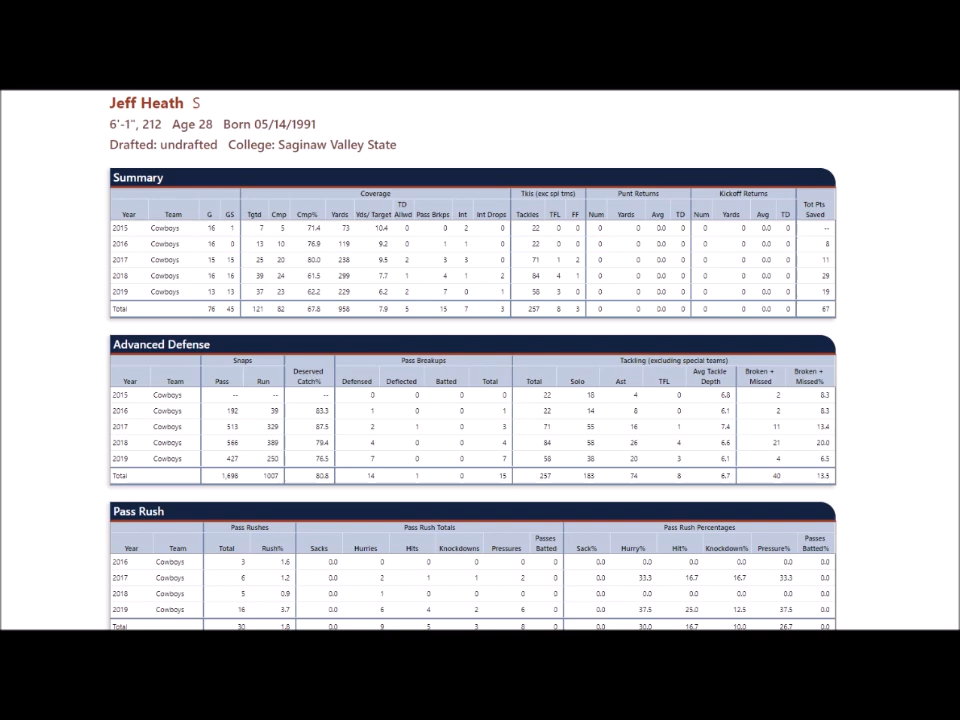 Jeff Heath S
6'-1", 212 Age 28 Born 05/14/1991
Drafted: undrafted College: Saginaw Valley State
Summary
Coverage Tkls (exc spl tms) Punt Returns Kickoff Returns
Year Team G GS Tgtd Cmp Cmp% Yards Yds/ Target TD Allwd Pass Brkps Int Int Drops Tackles TFL FF Num Yards Avg TD Num Yards Avg TD Tot Pts Saved
2015 Cowboys 16 1 7 5 71.4 73 10.4 0 0 2 0 22 0 0 0 0 0.0 0 0 0 0.0 0 --
2016 Cowboys 16 0 13 10 76.9 119 9.2 0 1 1 0 22 0 0 0 0 0.0 0 0 0 0.0 0 8
2017 Cowboys 15 15 25 20 80.0 238 9.5 2 3 3 0 71 1 2 0 0 0.0 0 0 0 0.0 0 11
2018 Cowboys 16 16 39 24 61.5 299 7.7 1 4 1 2 84 4 1 0 0 0.0 0 0 0 0.0 0 29
2019 Cowboys 13 13 37 23 62.2 229 6.2 2 7 0 1 58 3 0 0 0 0.0 0 0 0 0.0 0 19
Total 76 45 121 82 67.8 958 7.9 5 15 7 3 257 8 3 0 0 0.0 0 0 0 0.0 0 67
Advanced Defense
Snaps Pass Breakups Tackling (excluding special teams)
Year Team Pass Run Deserved Catch% Defensed Deflected Batted Total Total Solo Ast TFL Avg Tackle Depth Broken + Missed Broken + Missed%
2015 Cowboys -- -- -- 0 0 0 0 22 18 4 0 6.8 2 8.3
2016 Cowboys 192 39 83.3 1 0 0 1 22 14 8 0 6.1 2 8.3
2017 Cowboys 513 329 87.5 2 1 0 3 71 55 16 1 7.4 11 13.4
2018 Cowboys 566 389 79.4 4 0 0 4 84 58 26 4 6.6 21 20.0
2019 Cowboys 427 250 76.5 7 0 0 7 58 38 20 3 6.1 4 6.5
Total 1,698 1007 80.8 14 1 0 15 257 183 74 8 6.7 40 13.5
Pass Rush
Pass Rushes Pass Rush Totals Pass Rush Percentages
Year Team Total Rush% Sacks Hurries Hits Knockdowns Pressures Passes Batted Sack% Hurry% Hit% Knockdown% Pressure% Passes Batted%
2016 Cowboys 3 1.6 0.0 0 0 0 0 0 0.0 0.0 0.0 0.0 0.0 0.0
2017 Cowboys 6 1.2 0.0 2 1 1 2 0 0.0 33.3 16.7 16.7 33.3 0.0
2018 Cowboys 5 0.9 0.0 1 0 0 0 0 0.0 0.0 0.0 0.0 0.0 0.0
2019 Cowboys 16 3.7 0.0 6 4 2 6 0 0.0 37.5 25.0 12.5 37.5 0.0
Total 30 1.8 0.0 9 5 3 8 0 0.0 30.0 16.7 10.0 26.7 0.0